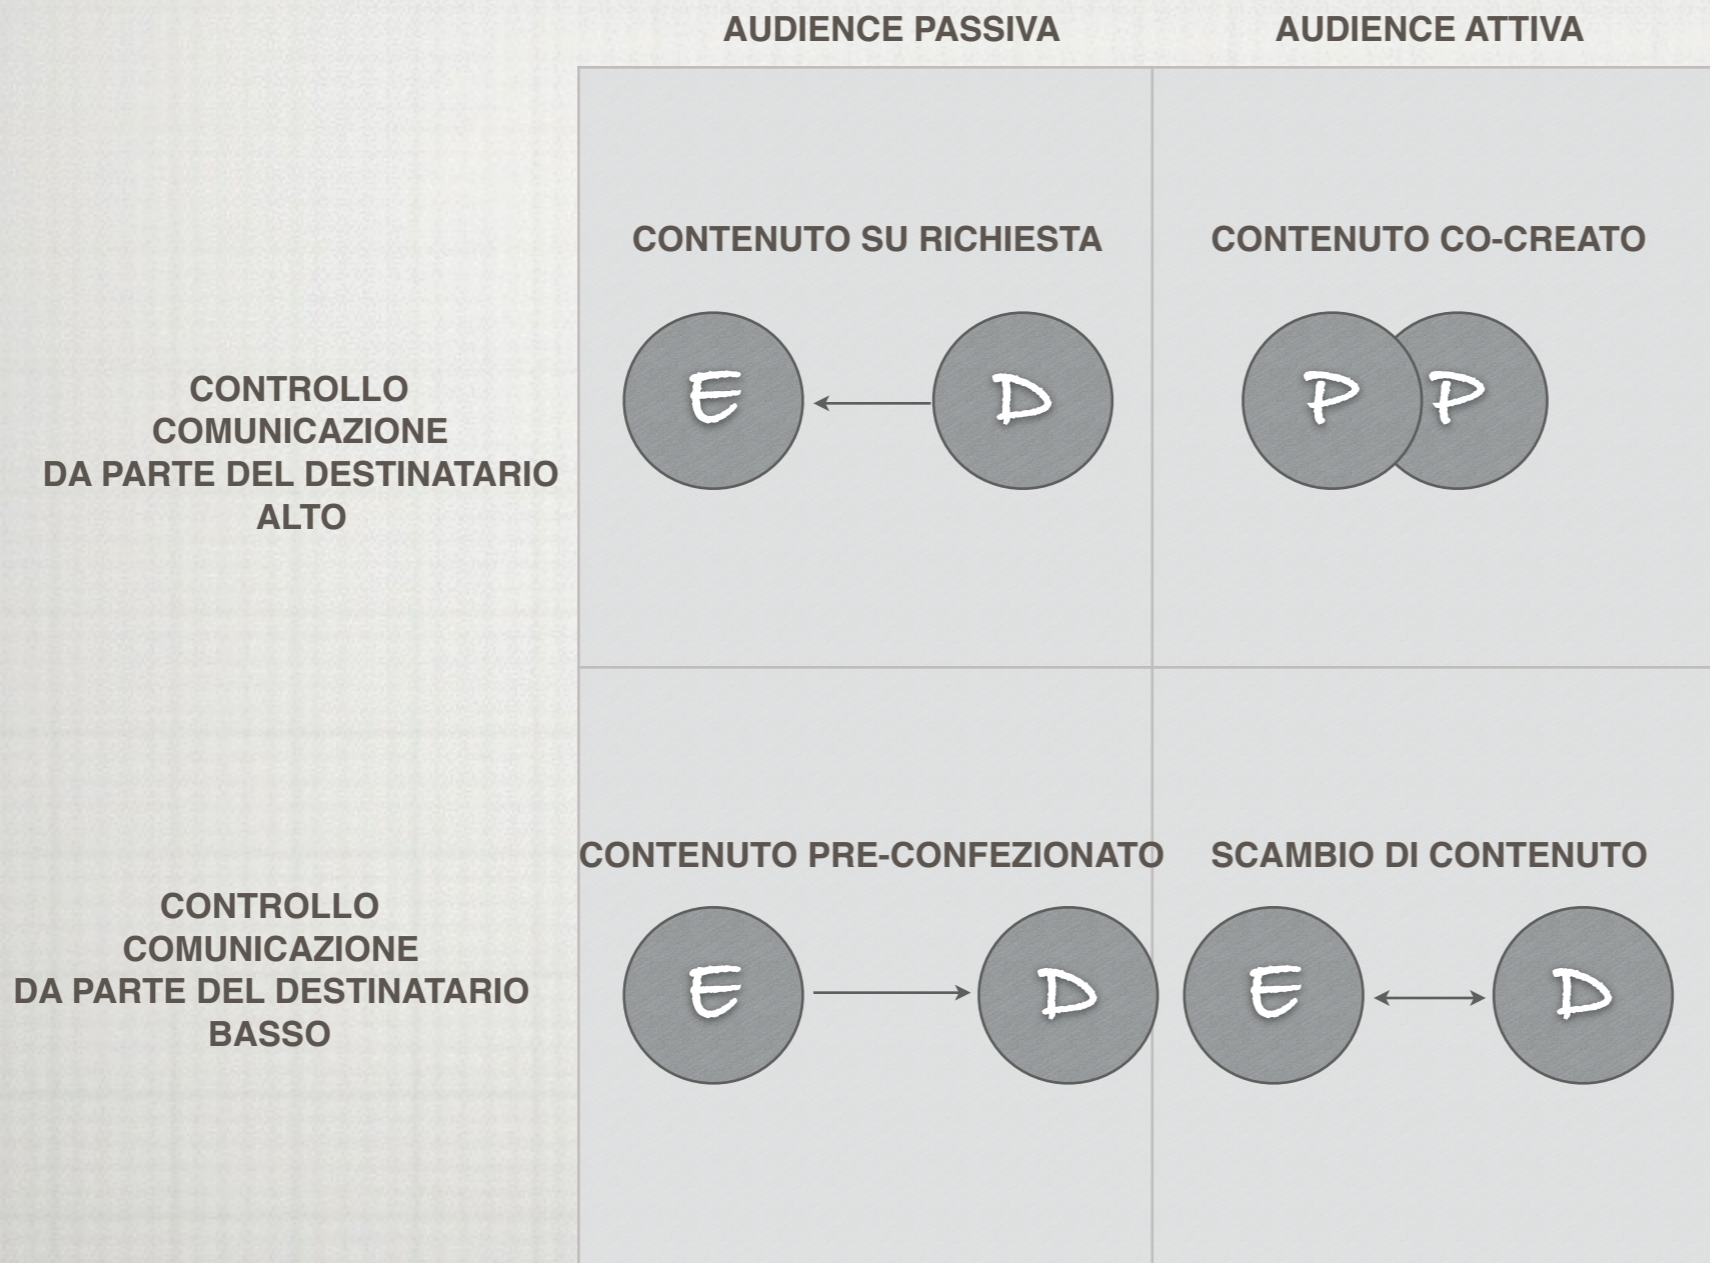 AUDIENCE PASSIVA
AUDIENCE ATTIVA
CONTENUTO SU RICHIESTA
CONTENUTO CO-CREATO
CONTROLLO
COMUNICAZIONE
DA PARTE DEL DESTINATARIO
ALTO
E
D
P
P
CONTENUTO PRE-CONFEZIONATO
SCAMBIO DI CONTENUTO
CONTROLLO
COMUNICAZIONE
DA PARTE DEL DESTINATARIO
BASSO
E
D
E
D